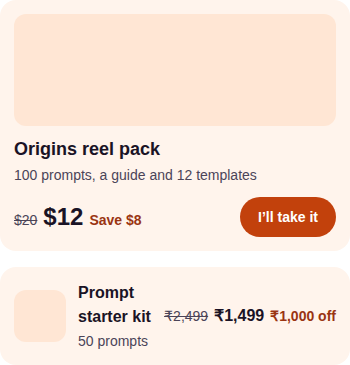 Origins reel pack
100 prompts, a guide and 12 templates
$20 $12 Save $8 I’ll take it
Prompt
starter kit ₹2,499 ₹1,499 ₹1,000 off
50 prompts